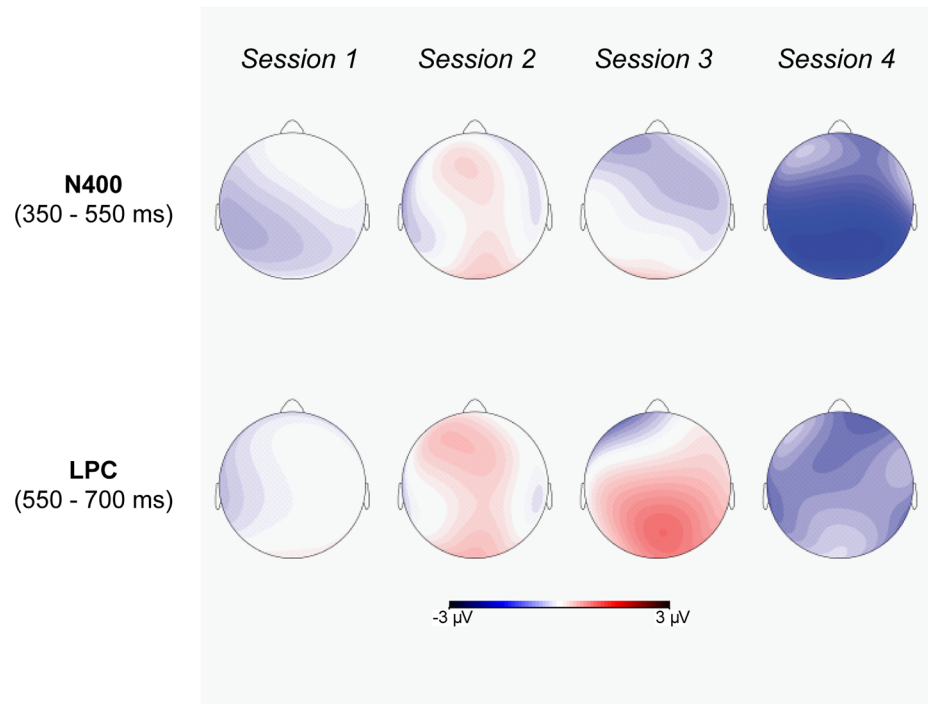 Session 1 Session 2 Session 3 Session 4
N400
(350 - 550 ms)
LPC
(550 - 700 ms)
-3 µV 3 µV